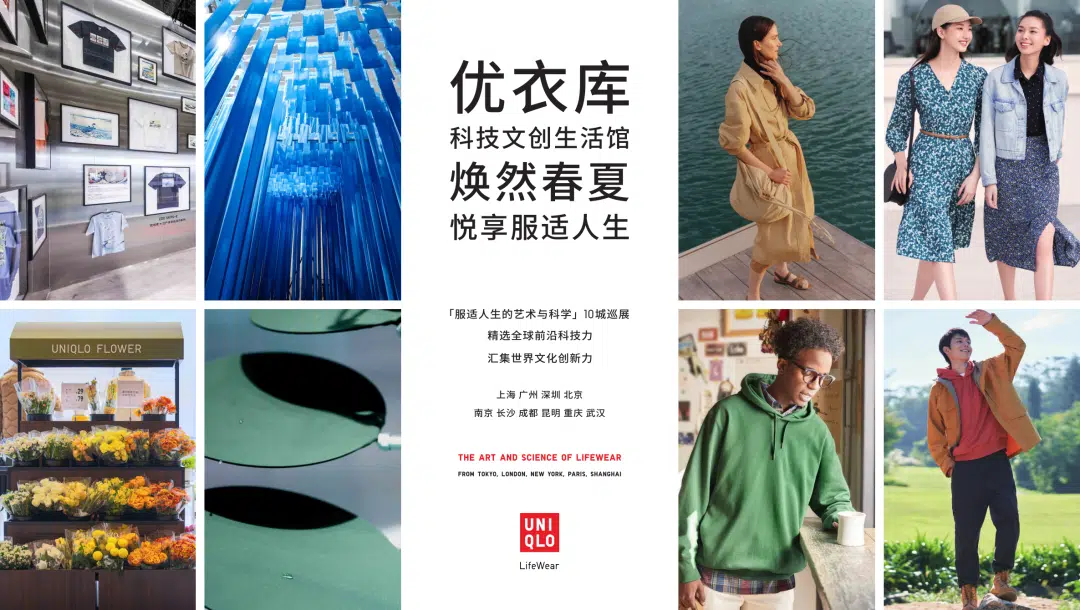 优衣库
科技文创生活馆
焕然春夏
悦享服适人生
「服适人生的艺术与科学」10城巡展
精选全球前沿科技力
汇集世界文化创新力
上海 广州 深圳 北京
南京 长沙 成都 昆明 重庆 武汉
THE ART AND SCIENCE OF LIFEWEAR
FROM TOKYO, LONDON, NEW YORK, PARIS, SHANGHAI
UNI
QLO
LifeWear
UNIQLO FLOWER